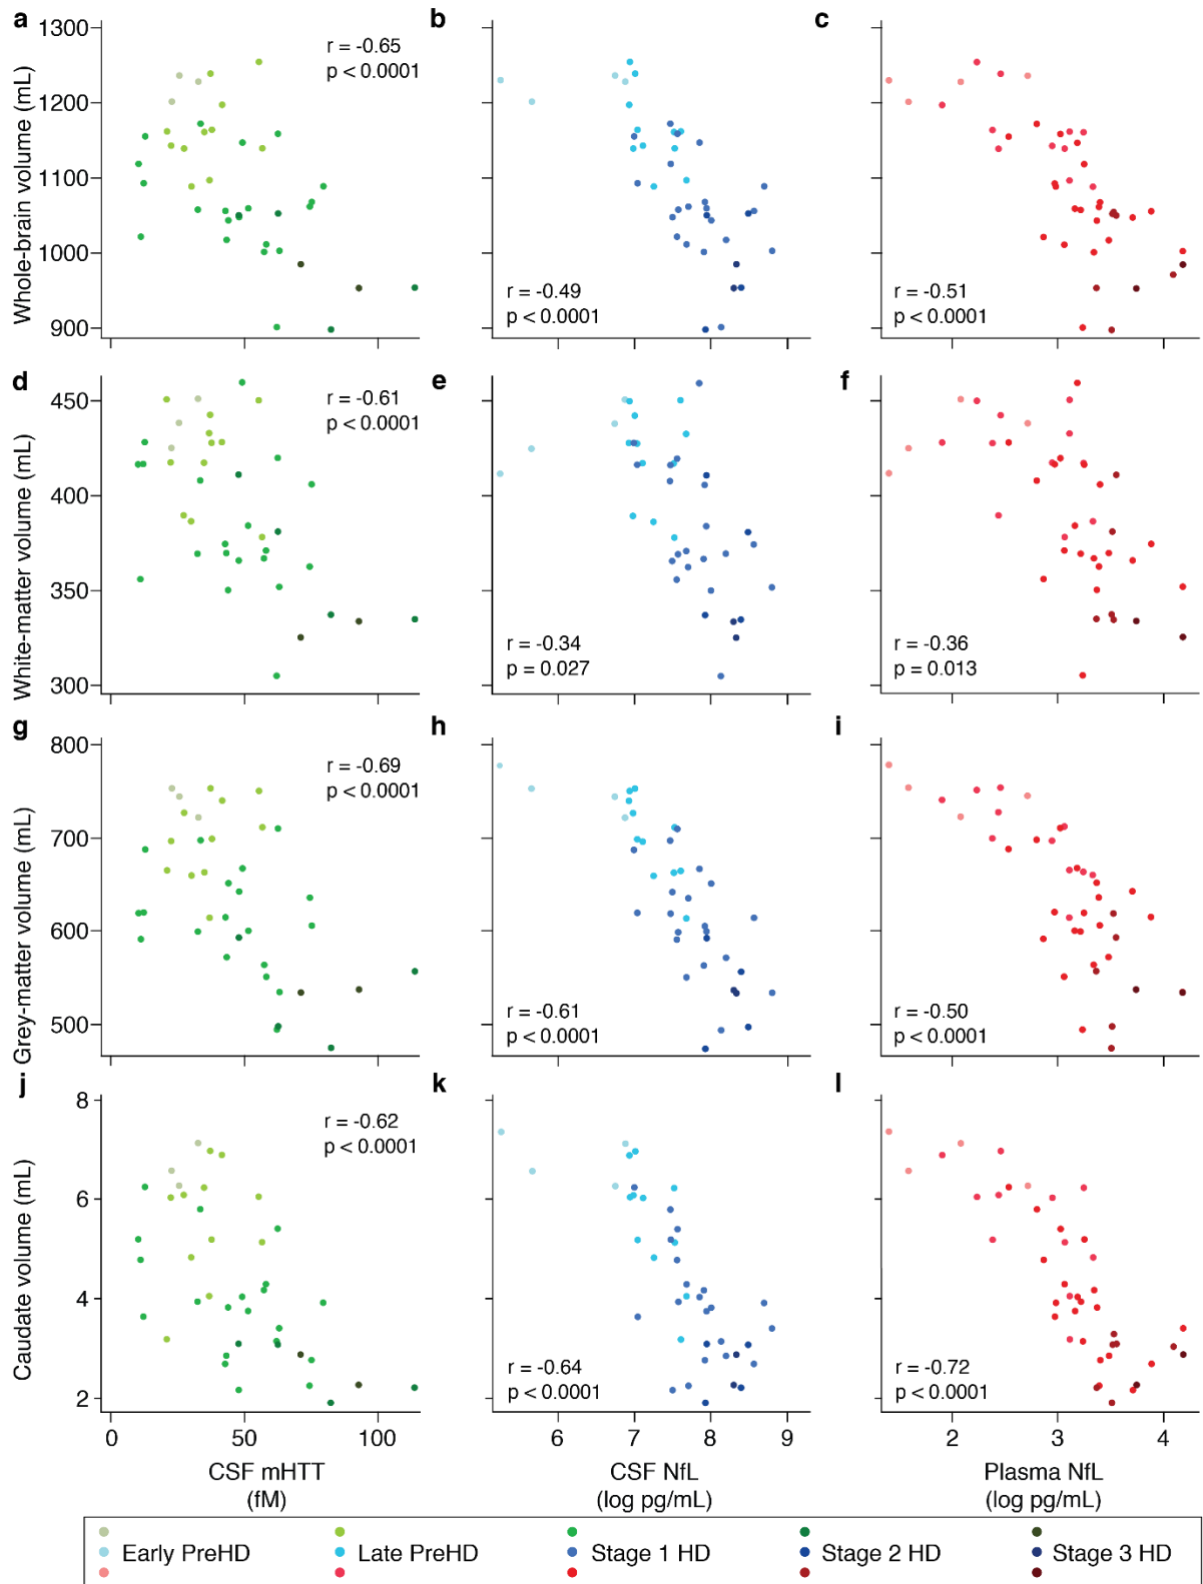 a
b
c
Whole-brain volume (mL)
1300
1200
1100
1000
900
r = -0.65
p < 0.0001
r = -0.49
p < 0.0001
r = -0.51
p < 0.0001
d
e
f
White-matter volume (mL)
450
400
350
300
r = -0.61
p < 0.0001
r = -0.34
p = 0.027
r = -0.36
p = 0.013
g
h
i
Grey-matter volume (mL)
800
700
600
500
r = -0.69
p < 0.0001
r = -0.61
p < 0.0001
r = -0.50
p < 0.0001
j
k
l
Caudate volume (mL)
8
6
4
2
r = -0.62
p < 0.0001
r = -0.64
p < 0.0001
r = -0.72
p < 0.0001
0 50 100
6 7 8 9
2 3 4
CSF mHTT
(fM)
CSF NfL
(log pg/mL)
Plasma NfL
(log pg/mL)
Early PreHD Late PreHD Stage 1 HD Stage 2 HD Stage 3 HD